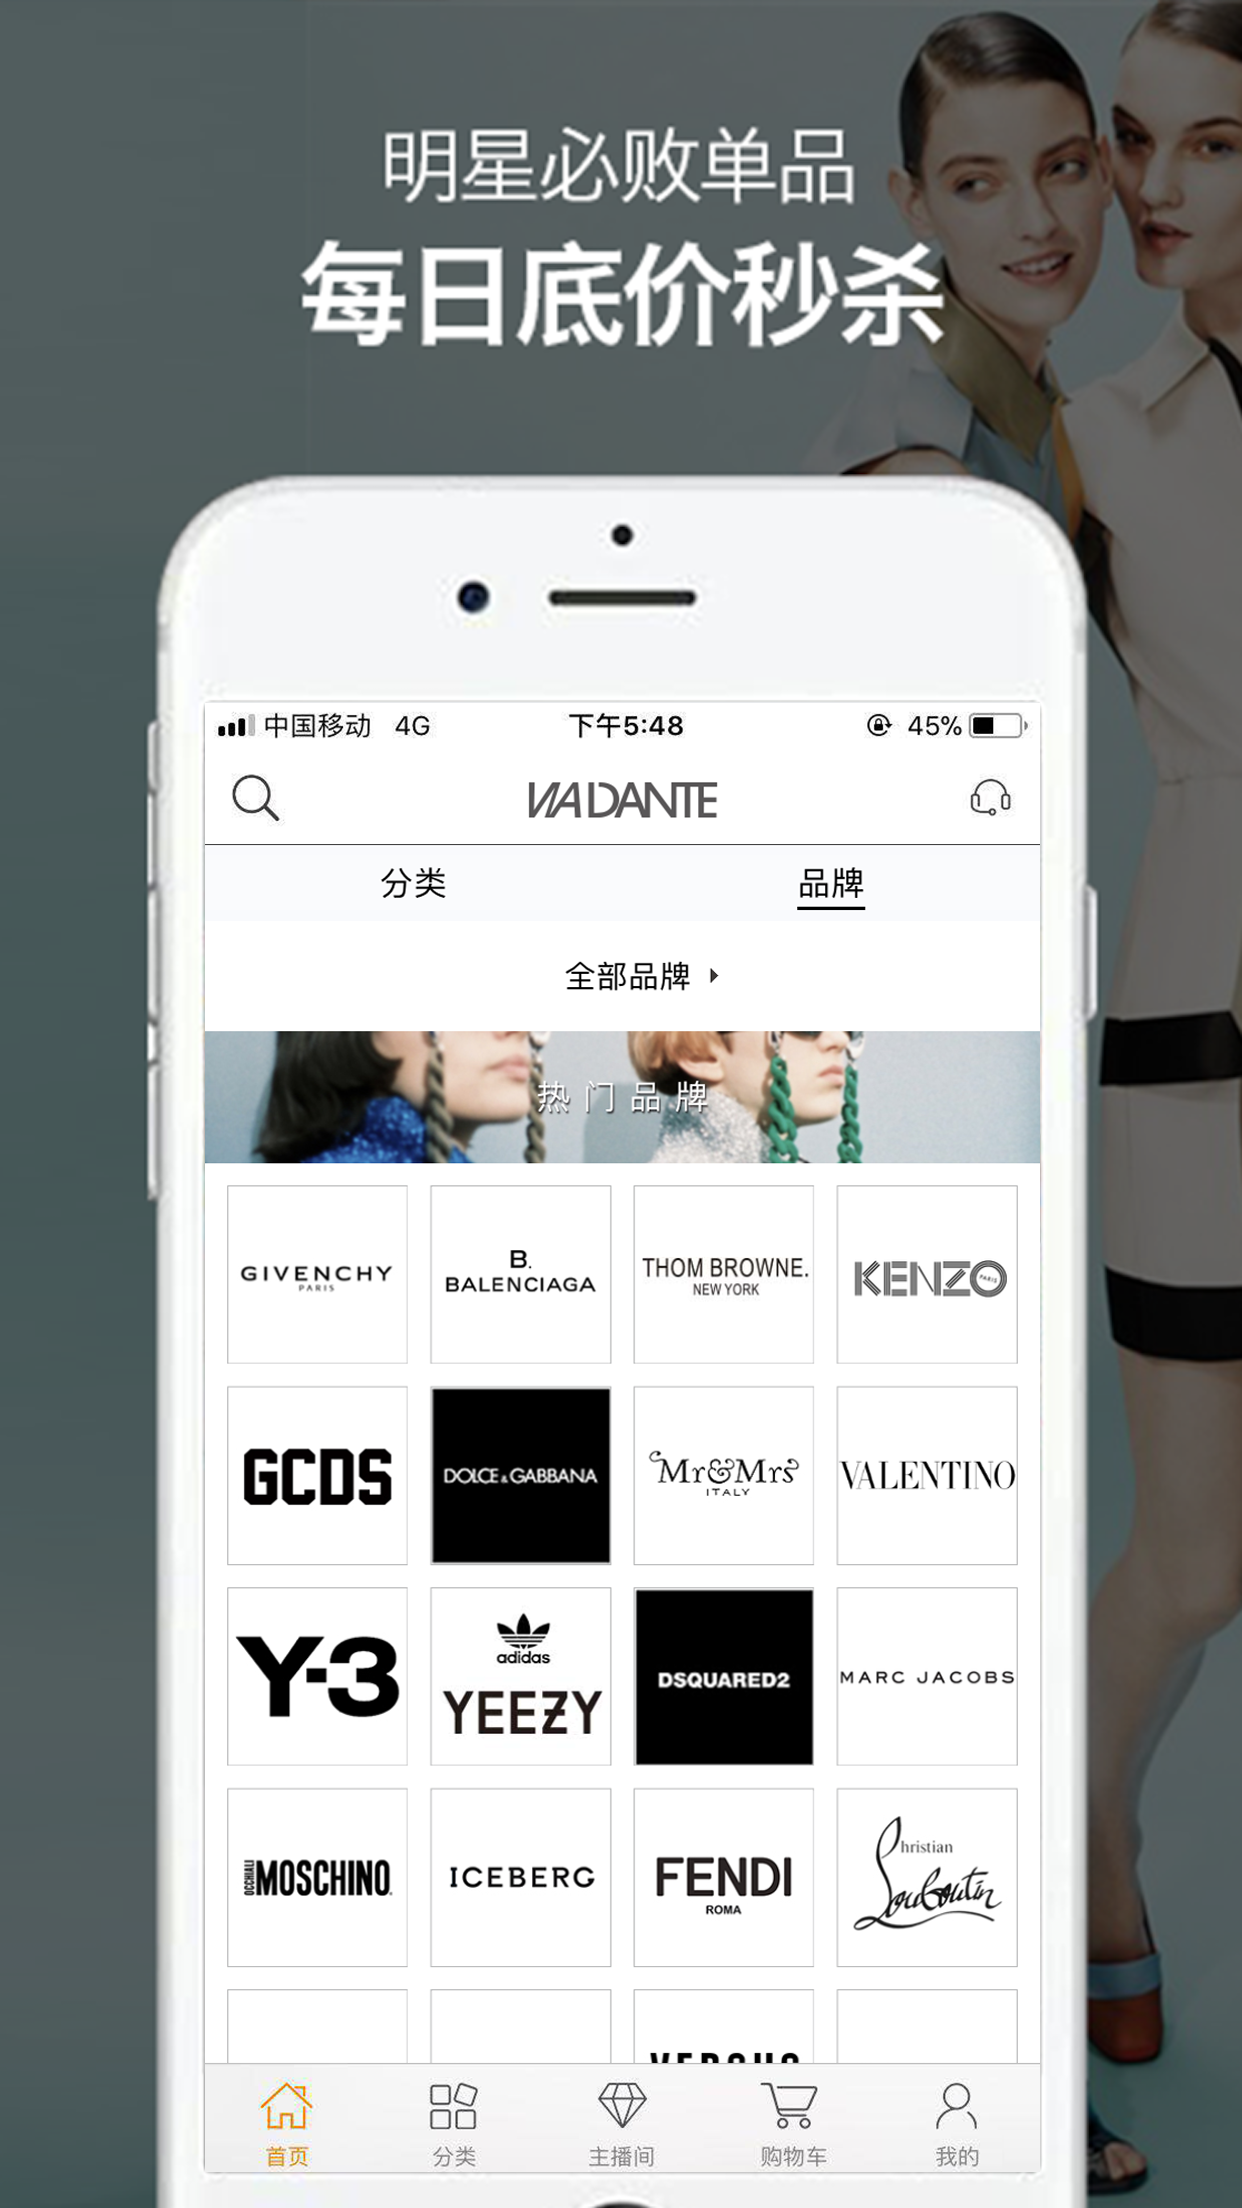 明星必败单品
每日底价秒杀
中国移动 4G 下午5:48 45%
VIADANTE
分类 品牌
全部品牌
热门品牌
GIVENCHY
PARIS
B.
BALENCIAGA
THOM BROWNE.
NEW YORK
KENZO
PARIS
GCDS
DOLCE & GABBANA
Mr&Mrs
ITALY
VALENTINO
Y-3
adidas
YEEZY
DSQUARED2
MARC JACOBS
OCCHIALI
MOSCHINO.
ICEBERG
FENDI
ROMA
Christian
Louboutin
VERSUS
首页 分类 主播间 购物车 我的